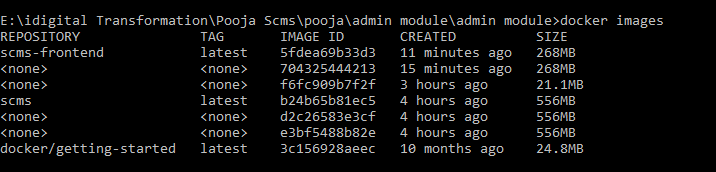 E:\idigital Transformation\Pooja Scms\pooja\admin module\admin module>docker images
REPOSITORY TAG IMAGE ID CREATED SIZE
scms-frontend latest 5fdea69b33d3 11 minutes ago 268MB
<none> <none> 704325444213 15 minutes ago 268MB
<none> <none> f6fc909b7f2f 3 hours ago 21.1MB
scms latest b24b65b81ec5 4 hours ago 556MB
<none> <none> d2c26583e3cf 4 hours ago 556MB
<none> <none> e3bf5488b82e 4 hours ago 556MB
docker/getting-started latest 3c156928aeec 10 months ago 24.8MB